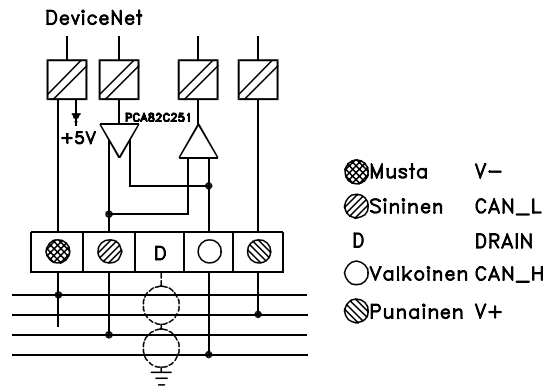 DeviceNet
PCA82C251
+5V
D
Musta V-
Sininen CAN_L
D DRAIN
Valkoinen CAN_H
Punainen V+